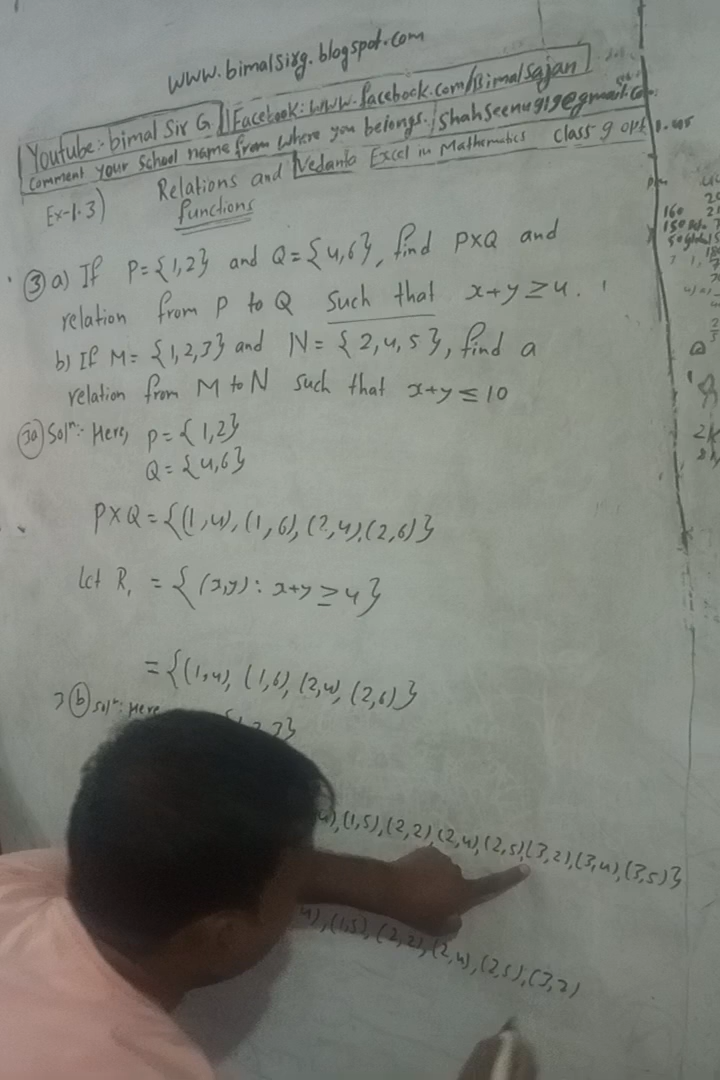 www.bimalsirg.blogspot.com
Youtube:- bimal Sir G Facebook: www.facebook.com/Bimalsajan
comment your school name from where you belongs. shahseenu919@gmail.com
Relations and Vedanta Excel in Mathematics class 9 opt
functions
Ex-1.3)
③ a) If P={1,2} and Q={4,6}, find P×Q and
relation from P to Q such that x+y≥4.
b) If M={1,2,3} and N={2,4,5}, find a
relation from M to N such that x+y≤10
3a) Solⁿ:- Here, P={1,2}
Q={4,6}
P×Q={(1,4),(1,6),(2,4),(2,6)}
let R₁ = {(x,y): x+y≥4}
={(1,4), (1,6), (2,4), (2,6)}
3 b) Solⁿ: Here
),(1,5),(2,2),(2,4),(2,5),(3,2),(3,4),(3,5)}
),(1,5),(2,2),(2,4),(2,5),(3,2)
160